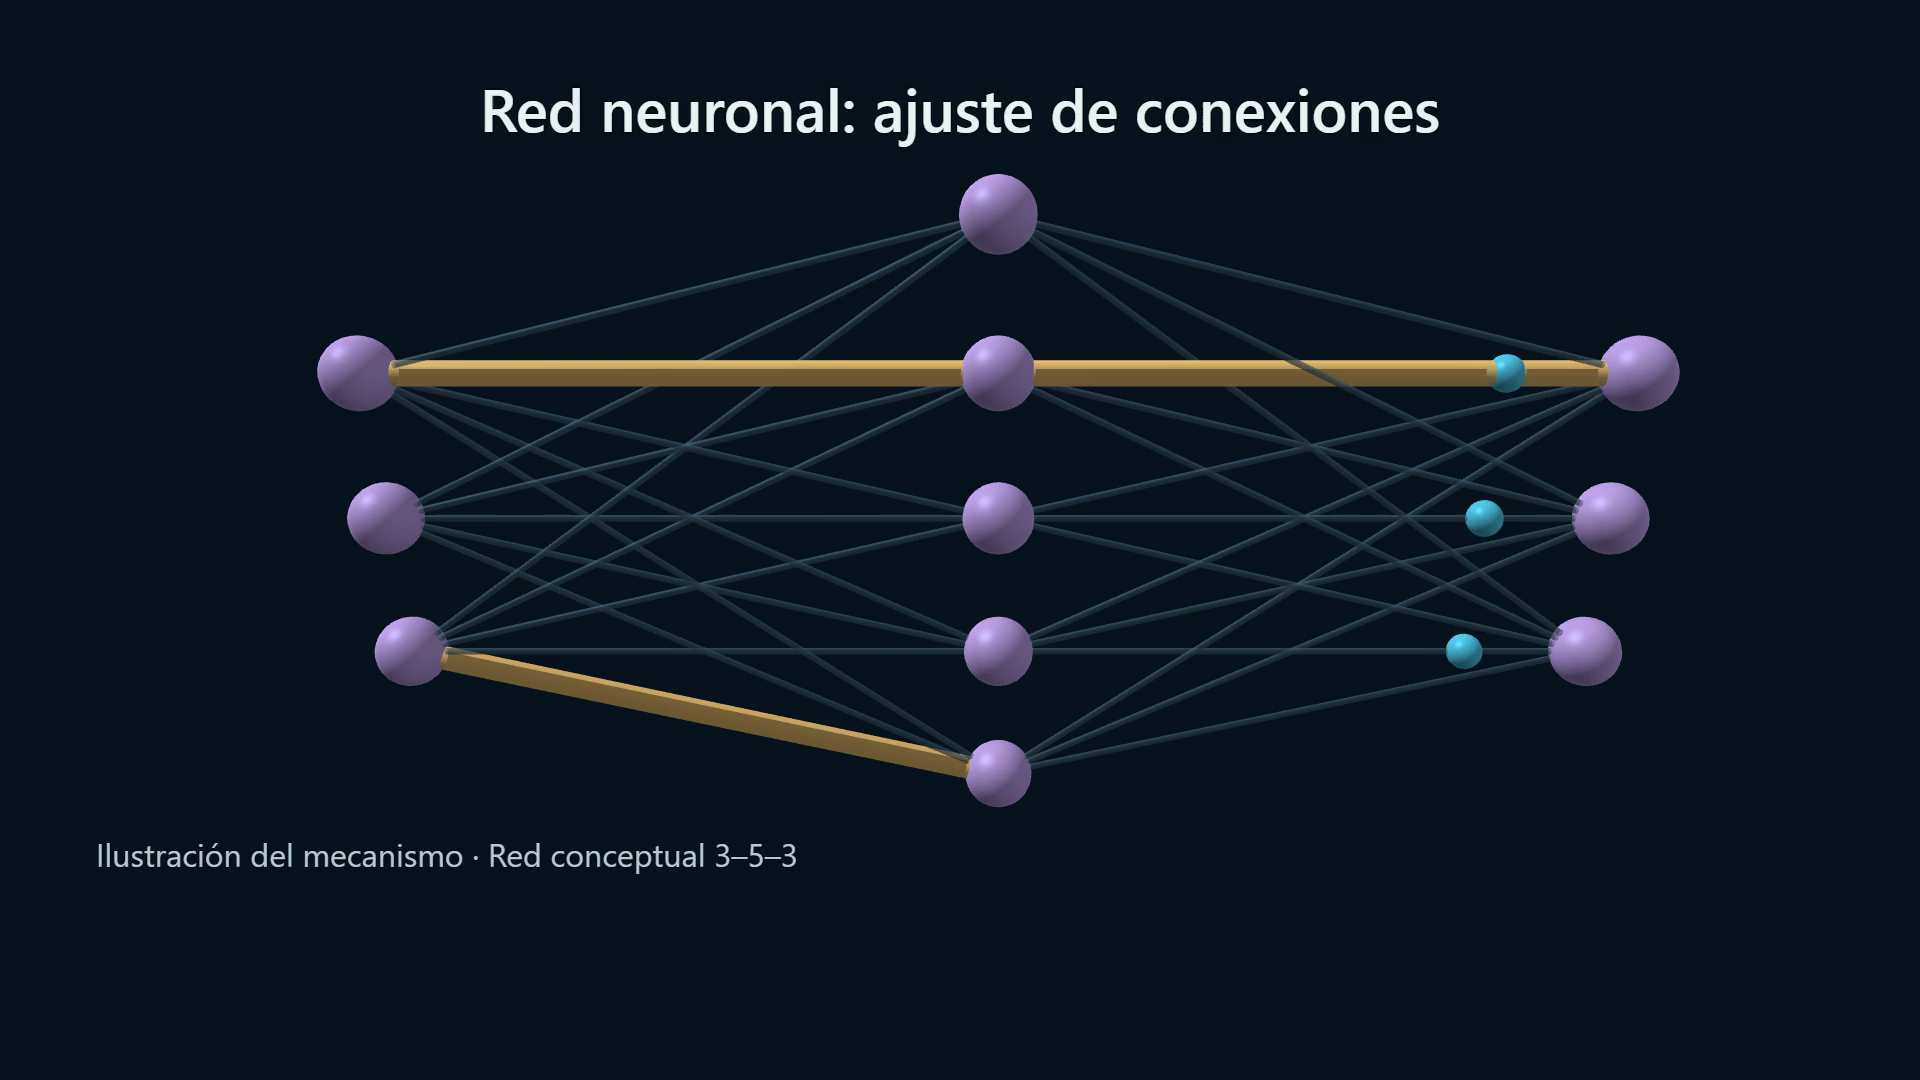 Red neuronal: ajuste de conexiones
Ilustración del mecanismo · Red conceptual 3–5–3